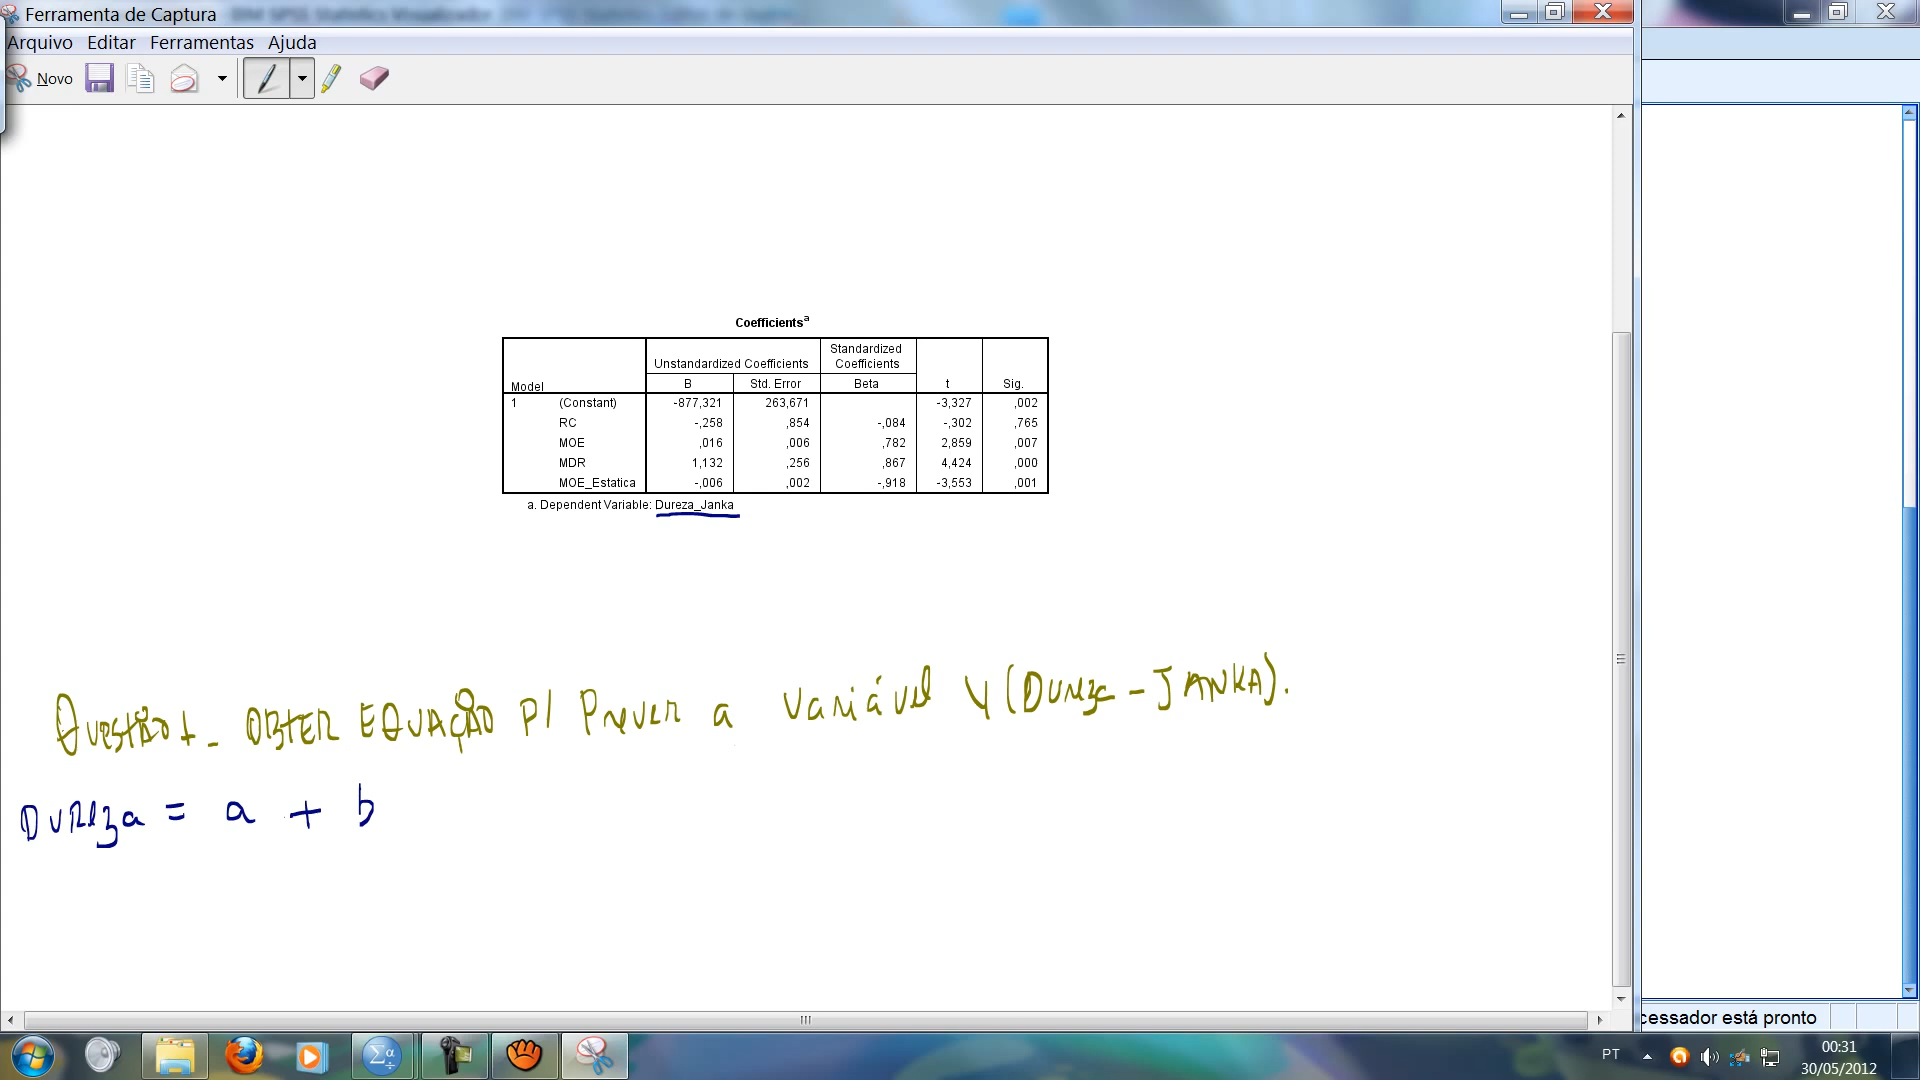 Ferramenta de Captura
Arquivo Editar Ferramentas Ajuda
Novo
Coefficientsa
Model Unstandardized Coefficients Standardized Coefficients t Sig.
B Std. Error Beta
1 (Constant) -877,321 263,671 -3,327 ,002
RC -,258 ,854 -,084 -,302 ,765
MOE ,016 ,006 ,782 2,859 ,007
MDR 1,132 ,256 ,867 4,424 ,000
MOE_Estatica -,006 ,002 -,918 -3,553 ,001
a. Dependent Variable: Dureza_Janka
Questão 1 - OBTER EQUAÇÃO P/ Prever a Variável Y (Dureza - JANKA).
Dureza = a + b
cessador está pronto
PT
00:31
30/05/2012